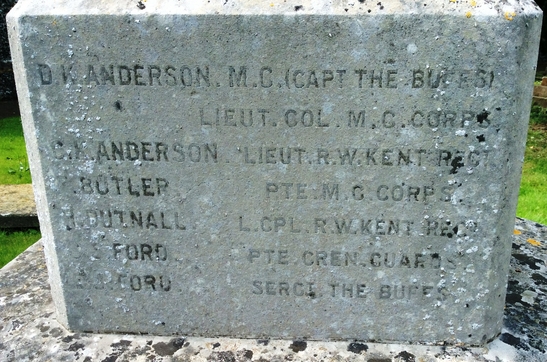 D.K. ANDERSON. M.C. (CAPT THE BUFFS)
LIEUT. COL. M.G. CORPS
C.K. ANDERSON. LIEUT. R.W. KENT REGT
BUTLER PTE. M.G. CORPS
J. DUTNALL. L.CPL. R.W. KENT REGT
FORD. PTE. GREN. GUARDS
FORD SERGT. THE BUFFS